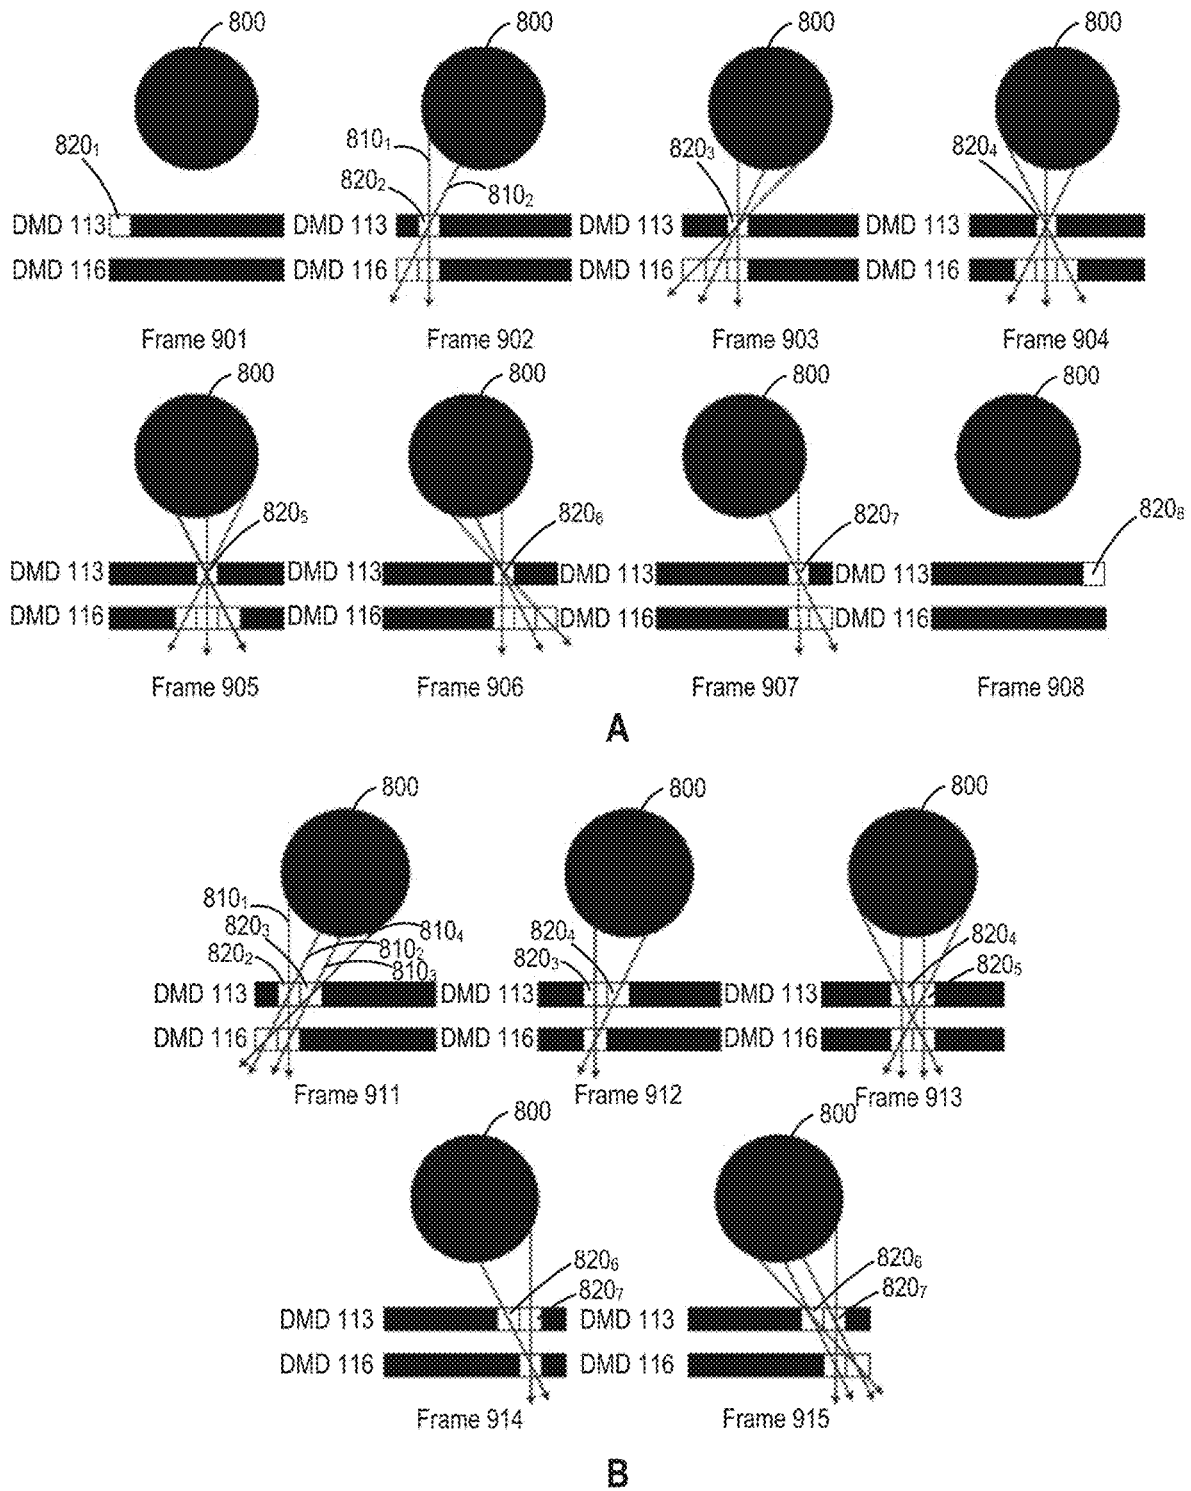 800 800 800 800
820₁ 810₁ 820₂ 810₂ 820₃ 820₄
DMD 113 DMD 113 DMD 113 DMD 113
DMD 116 DMD 116 DMD 116 DMD 116
Frame 901 Frame 902 Frame 903 Frame 904
800 800 800 800
820₅ 820₆ 820₇ 820₈
DMD 113 DMD 113 DMD 113 DMD 113
DMD 116 DMD 116 DMD 116 DMD 116
Frame 905 Frame 906 Frame 907 Frame 908
A
800 800 800
810₁ 820₃ 820₂ 810₄ 810₂ 810₃ 820₄ 820₃ 820₄ 820₅
DMD 113 DMD 113 DMD 113
DMD 116 DMD 116 DMD 116
Frame 911 Frame 912 Frame 913
800 800
820₆ 820₇ 820₆ 820₇
DMD 113 DMD 113
DMD 116 DMD 116
Frame 914 Frame 915
B